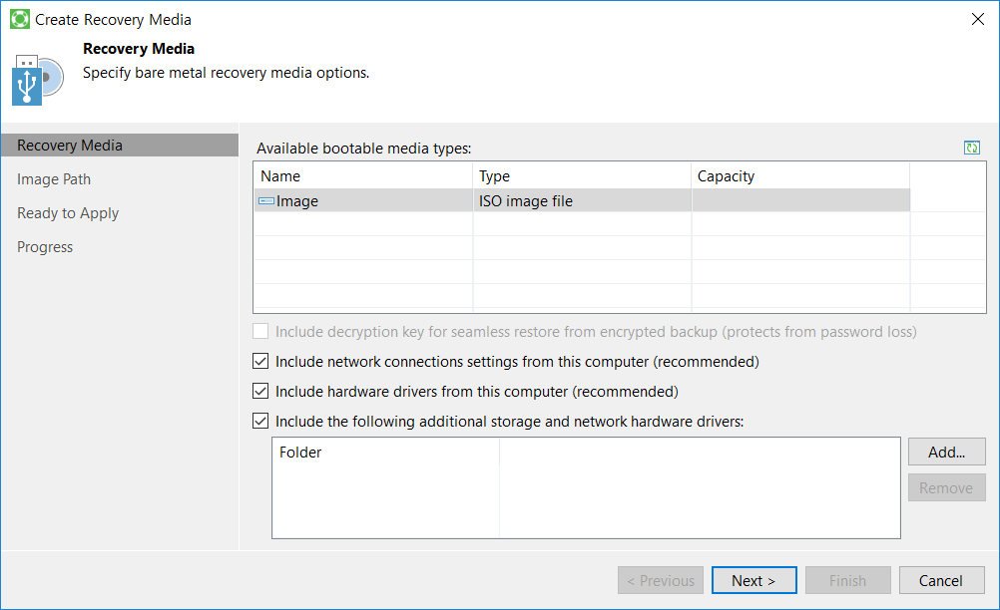 Create Recovery Media
Recovery Media
Specify bare metal recovery media options.
Recovery Media
Image Path
Ready to Apply
Progress
Available bootable media types:
Name Type Capacity
Image ISO image file
Include decryption key for seamless restore from encrypted backup (protects from password loss)
Include network connections settings from this computer (recommended)
Include hardware drivers from this computer (recommended)
Include the following additional storage and network hardware drivers:
Folder
Add...
Remove
< Previous Next > Finish Cancel